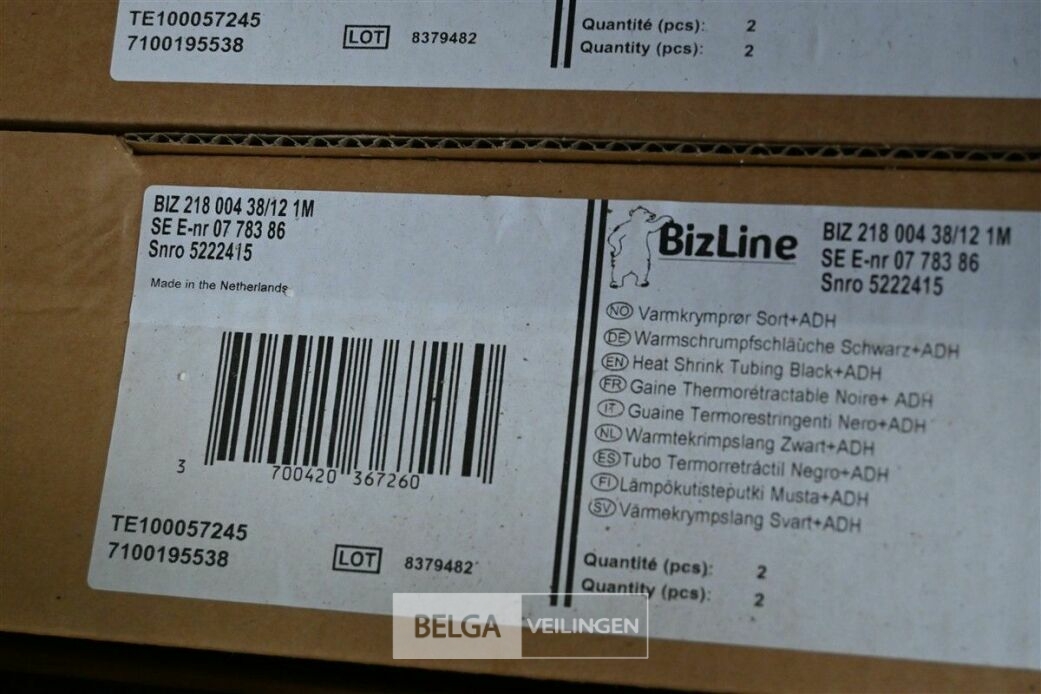 TE100057245
7100195538
LOT 8379482
Quantité (pcs): 2
Quantity (pcs): 2
BIZ 218 004 38/12 1M
SE E-nr 07 783 86
Snro 5222415
Made in the Netherlands
3 700420 367260
TE100057245
7100195538
LOT 8379482
BizLine
BIZ 218 004 38/12 1M
SE E-nr 07 783 86
Snro 5222415
NO Varmkrymprør Sort+ADH
DE Warmschrumpfschläuche Schwarz+ADH
EN Heat Shrink Tubing Black+ADH
FR Gaine Thermorétractable Noire+ ADH
IT Guaine Termorestringenti Nero+ADH
NL Warmtekrimpslang Zwart+ADH
ES Tubo Termorretráctil Negro+ADH
FI Lämpökutisteputki Musta+ADH
SV Värmekrympslang Svart+ADH
Quantité (pcs): 2
Quantity (pcs): 2
BELGA VEILINGEN